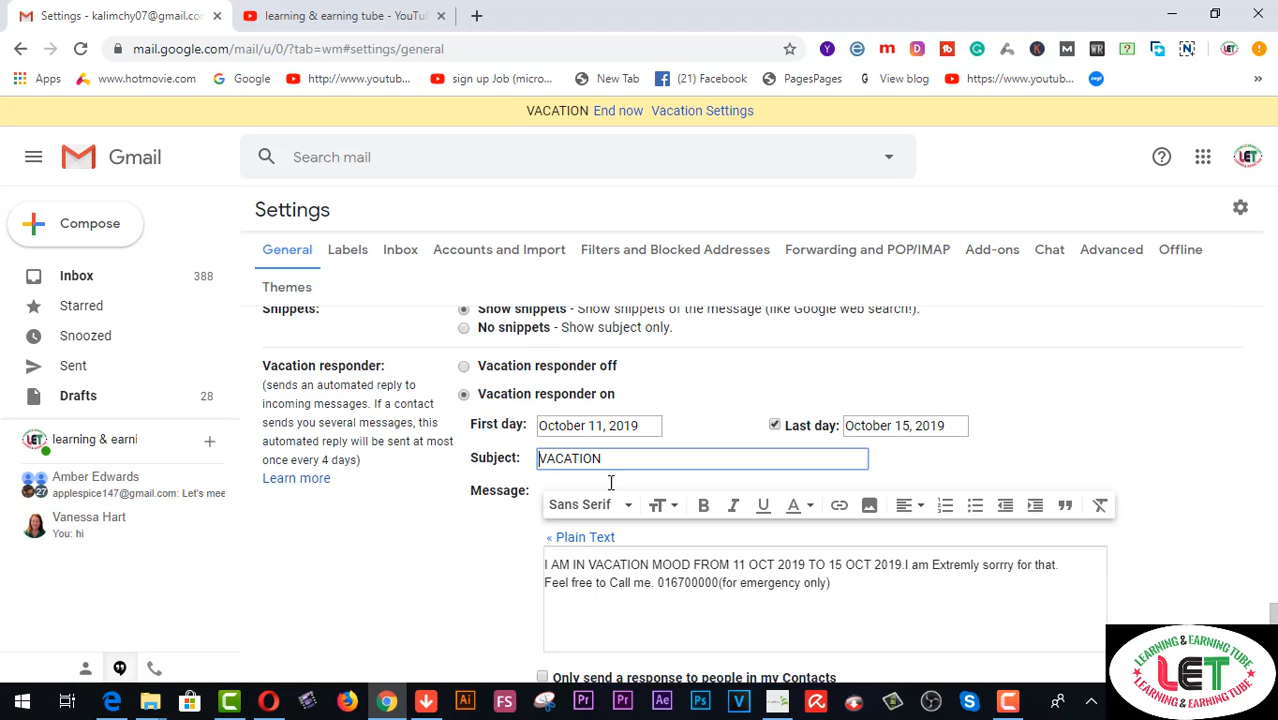 Settings - kalimchy07@gmail.con
learning & earning tube - YouTu
mail.google.com/mail/u/0/?tab=wm#settings/general
Apps
www.hotmovie.com
Google
http://www.youtub...
sign up Job (micro...
New Tab
(21) Facebook
PagesPages
View blog
https://www.youtub...
VACATION End now Vacation Settings
Gmail
Search mail
Compose
Settings
General
Labels
Inbox
Accounts and Import
Filters and Blocked Addresses
Forwarding and POP/IMAP
Add-ons
Chat
Advanced
Offline
Themes
Inbox 388
Starred
Snoozed
Sent
Drafts 28
learning & earni
Amber Edwards
applespice147@gmail.com: Let's mee
27
Vanessa Hart
You: hi
Snippets:
Show snippets - Show snippets of the message (like Google web search!).
No snippets - Show subject only.
Vacation responder:
(sends an automated reply to
incoming messages. If a contact
sends you several messages, this
automated reply will be sent at most
once every 4 days)
Learn more
Vacation responder off
Vacation responder on
First day: October 11, 2019
Last day: October 15, 2019
Subject: VACATION
Message:
Sans Serif
« Plain Text
I AM IN VACATION MOOD FROM 11 OCT 2019 TO 15 OCT 2019.I am Extremly sorrry for that.
Feel free to Call me. 016700000(for emergency only)
Only send a response to people in my Contacts
LEARNING & EARNING TUBE
LET
LEARNING & EARNING TUBE